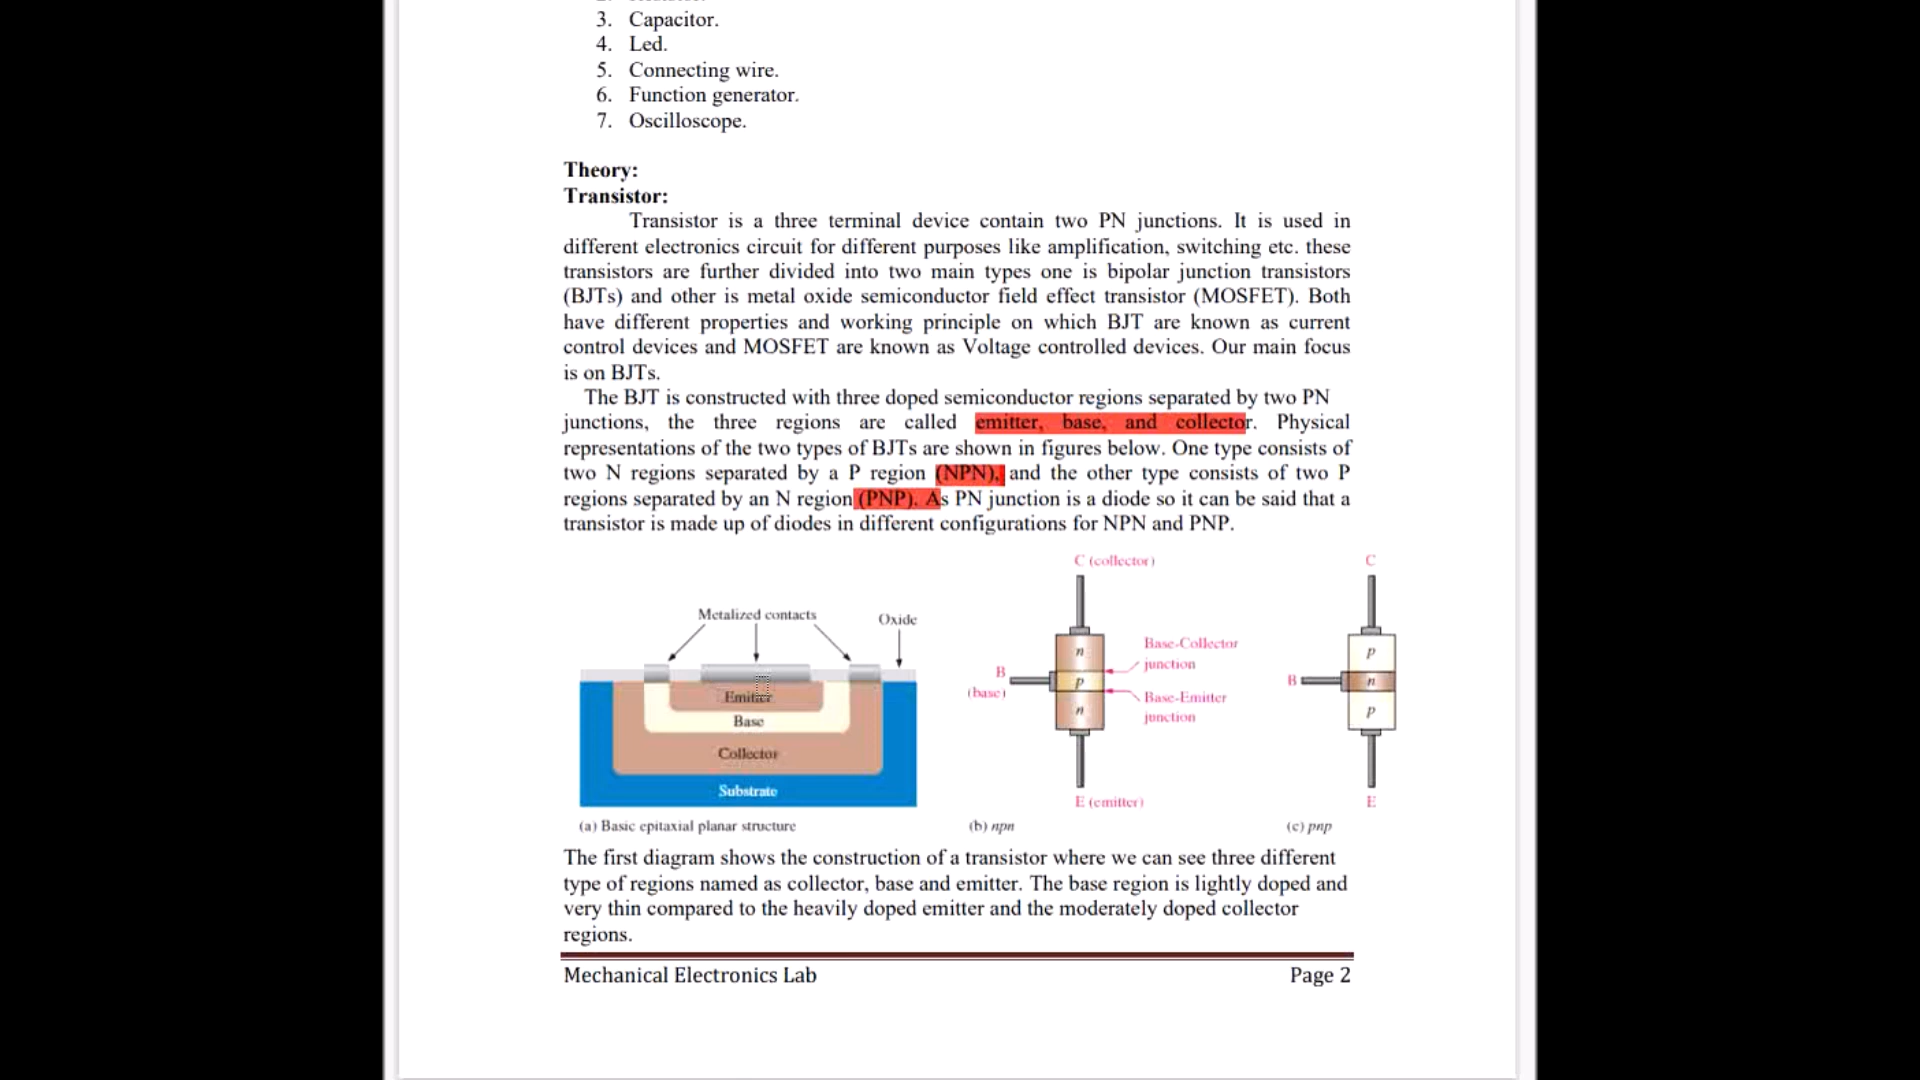 3. Capacitor.
4. Led.
5. Connecting wire.
6. Function generator.
7. Oscilloscope.
Theory:
Transistor:
Transistor is a three terminal device contain two PN junctions. It is used in
different electronics circuit for different purposes like amplification, switching etc. these
transistors are further divided into two main types one is bipolar junction transistors
(BJTs) and other is metal oxide semiconductor field effect transistor (MOSFET). Both
have different properties and working principle on which BJT are known as current
control devices and MOSFET are known as Voltage controlled devices. Our main focus
is on BJTs.
The BJT is constructed with three doped semiconductor regions separated by two PN
junctions, the three regions are called emitter, base, and collector. Physical
representations of the two types of BJTs are shown in figures below. One type consists of
two N regions separated by a P region (NPN), and the other type consists of two P
regions separated by an N region (PNP). As PN junction is a diode so it can be said that a
transistor is made up of diodes in different configurations for NPN and PNP.
Metalized contacts
Oxide
Emitter
Base
Collector
Substrate
(a) Basic epitaxial planar structure
C (collector)
n
Base-Collector
junction
B
(base)
p
Base-Emitter
junction
n
E (emitter)
(b) npn
C
p
B
n
p
E
(c) pnp
The first diagram shows the construction of a transistor where we can see three different
type of regions named as collector, base and emitter. The base region is lightly doped and
very thin compared to the heavily doped emitter and the moderately doped collector
regions.
Mechanical Electronics Lab Page 2